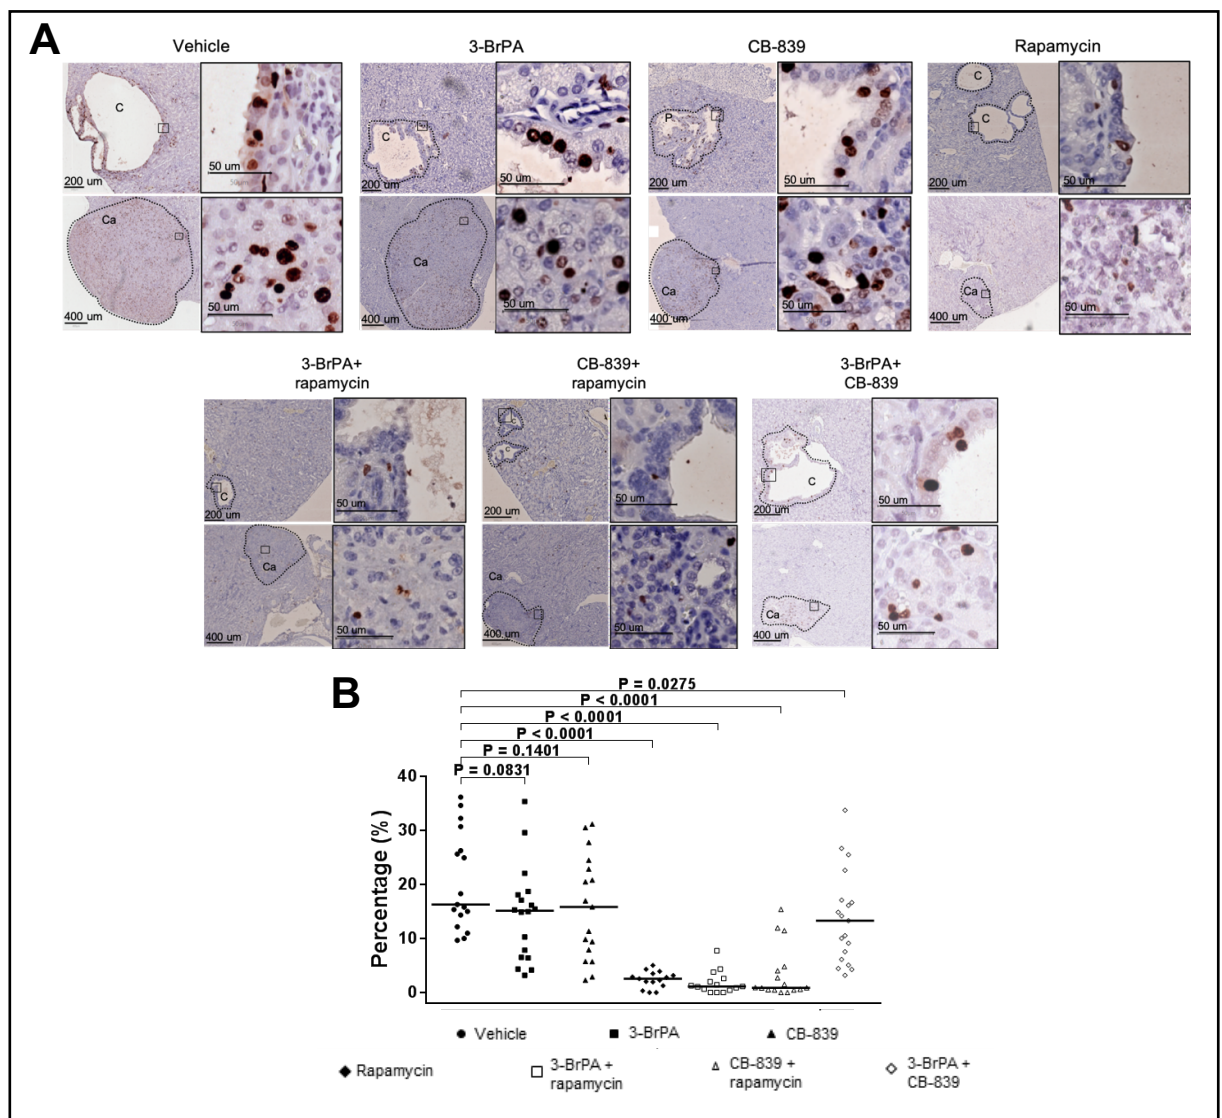 A
Vehicle
3-BrPA
CB-839
Rapamycin
C
200 um
50 um
50um
C
200 um
50 um
P
200 um
50 um
C
C
200 um
50 um
Ca
400 um
50 um
Ca
400 um
50 um
Ca
400 um
50 um
Ca
400 um
50 um
3-BrPA+
rapamycin
CB-839+
rapamycin
3-BrPA+
CB-839
C
200 um
50 um
C
C
200 um
50 um
C
200 um
50 um
Ca
400 um
50 um
Ca
400 um
50 um
Ca
400 um
50 um
B
P = 0.0275
P < 0.0001
P < 0.0001
P < 0.0001
P = 0.1401
P = 0.0831
Percentage (%)
40
30
20
10
0
Vehicle
3-BrPA
CB-839
Rapamycin
3-BrPA +
rapamycin
CB-839 +
rapamycin
3-BrPA +
CB-839